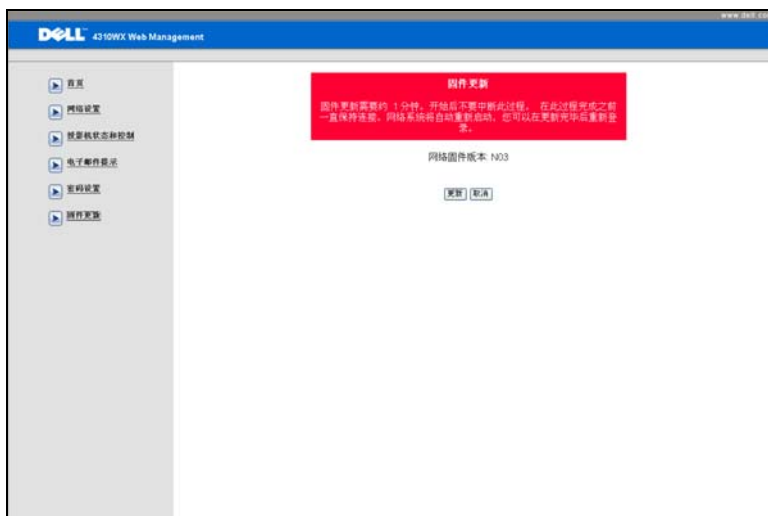 www.dell.com
DELL™ 4310WX Web Management
首页
网络设置
投影机状态和控制
电子邮件提示
密码设置
固件更新
固件更新
固件更新需要约 1分钟。开始后不要中断此过程。 在此过程完成之前
一直保持连接。网络系统将自动重新启动。您可以在更新完毕后重新登
录。
网络固件版本: N03
更新 取消